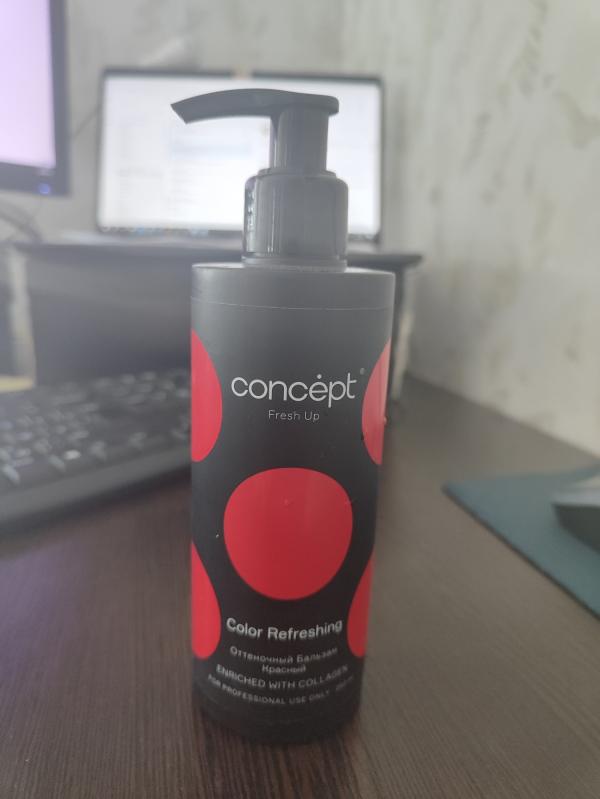 concept®
Fresh Up
Color Refreshing
Оттеночный Бальзам
Красный
ENRICHED WITH COLLAGEN
FOR PROFESSIONAL USE ONLY